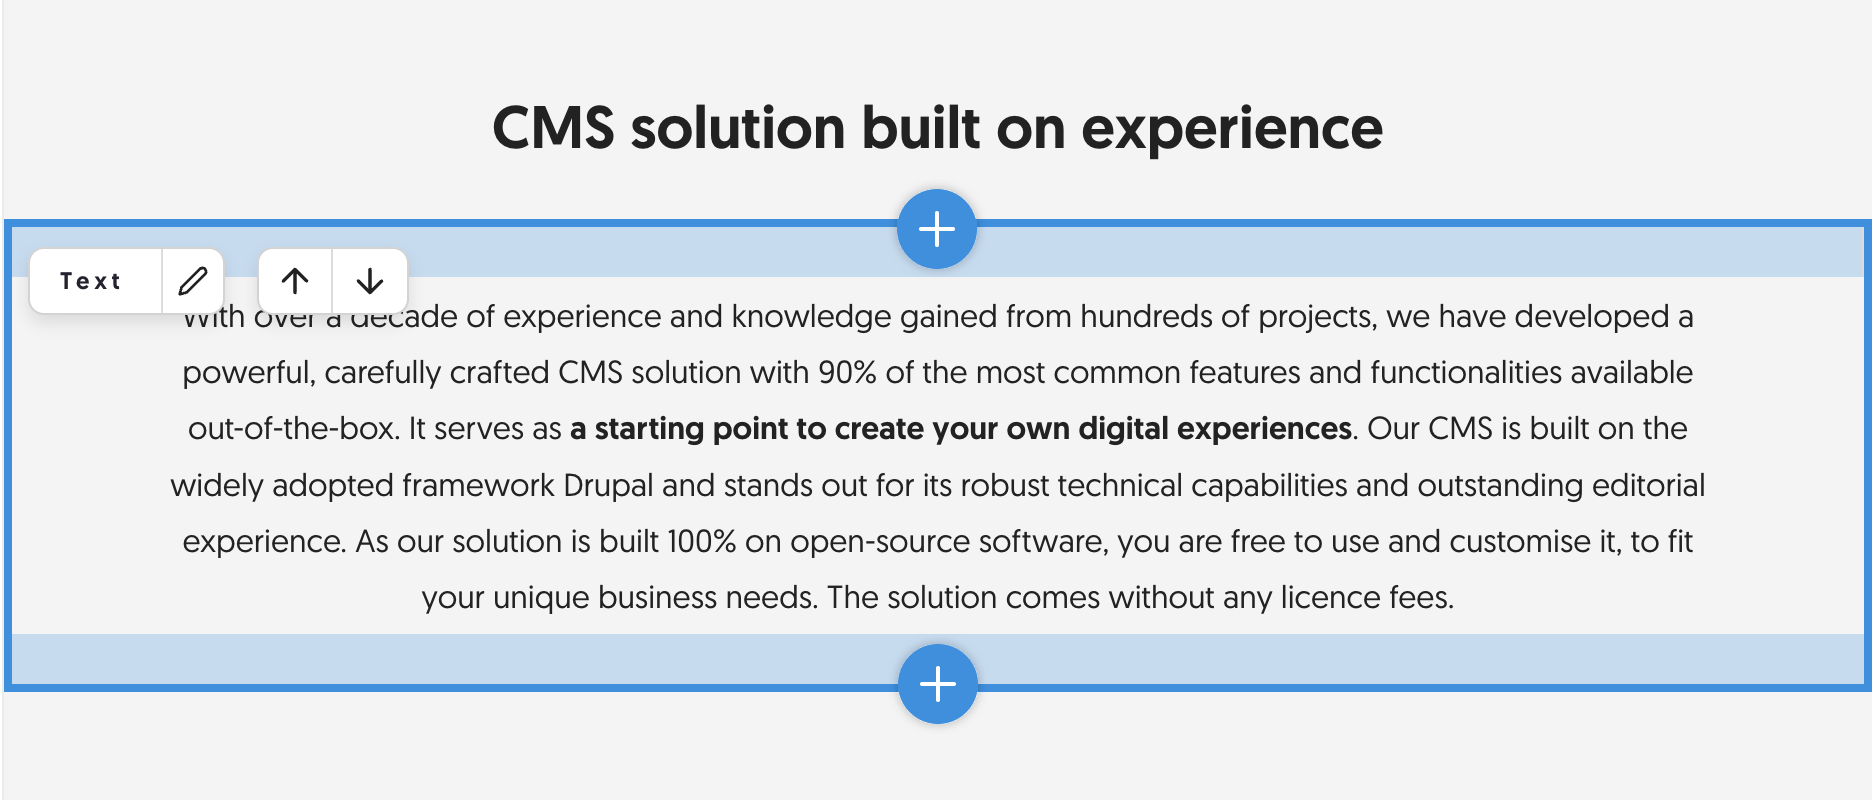 CMS solution built on experience
Text
With over a decade of experience and knowledge gained from hundreds of projects, we have developed a
powerful, carefully crafted CMS solution with 90% of the most common features and functionalities available
out-of-the-box. It serves as a starting point to create your own digital experiences. Our CMS is built on the
widely adopted framework Drupal and stands out for its robust technical capabilities and outstanding editorial
experience. As our solution is built 100% on open-source software, you are free to use and customise it, to fit
your unique business needs. The solution comes without any licence fees.